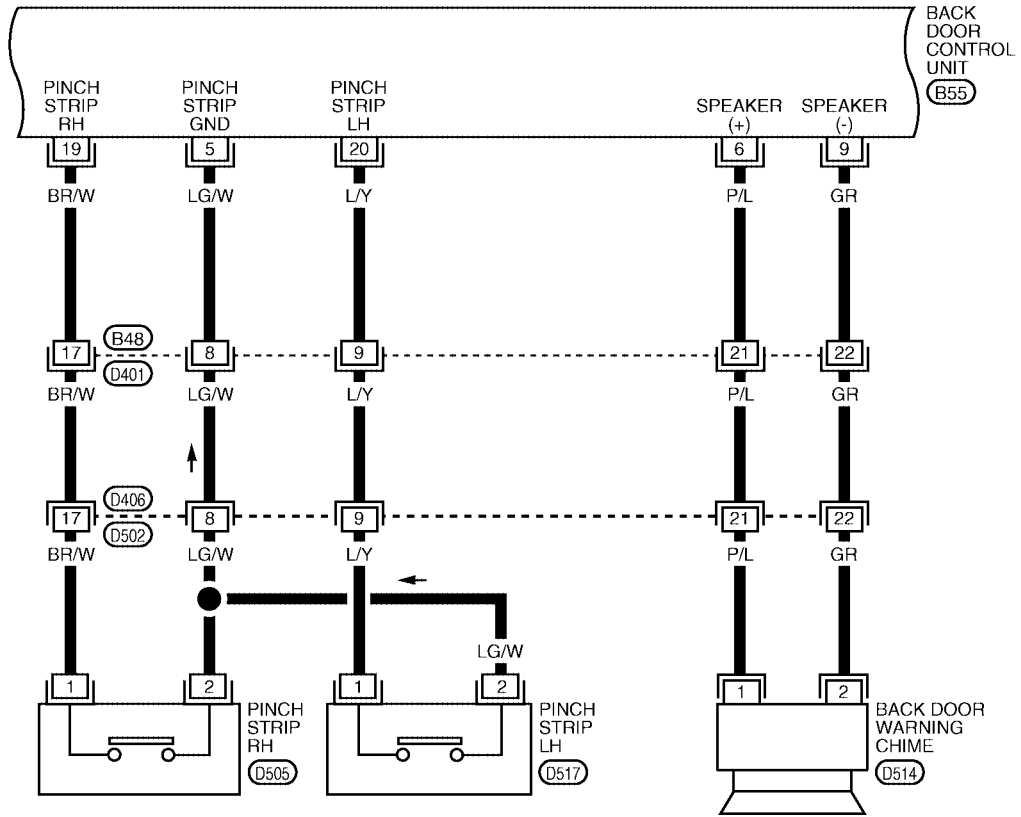 BACK
DOOR
CONTROL
UNIT
B55
PINCH
STRIP
RH
PINCH
STRIP
GND
PINCH
STRIP
LH
SPEAKER
(+)
SPEAKER
(-)
19 5 20 6 9
BR/W LG/W L/Y P/L GR
B48
17 8 9 21 22
D401
BR/W LG/W L/Y P/L GR
D406
17 8 9 21 22
D502
BR/W LG/W L/Y P/L GR
LG/W
1 2 1 2 1 2
PINCH
STRIP
RH
D505
PINCH
STRIP
LH
D517
BACK DOOR
WARNING
CHIME
D514